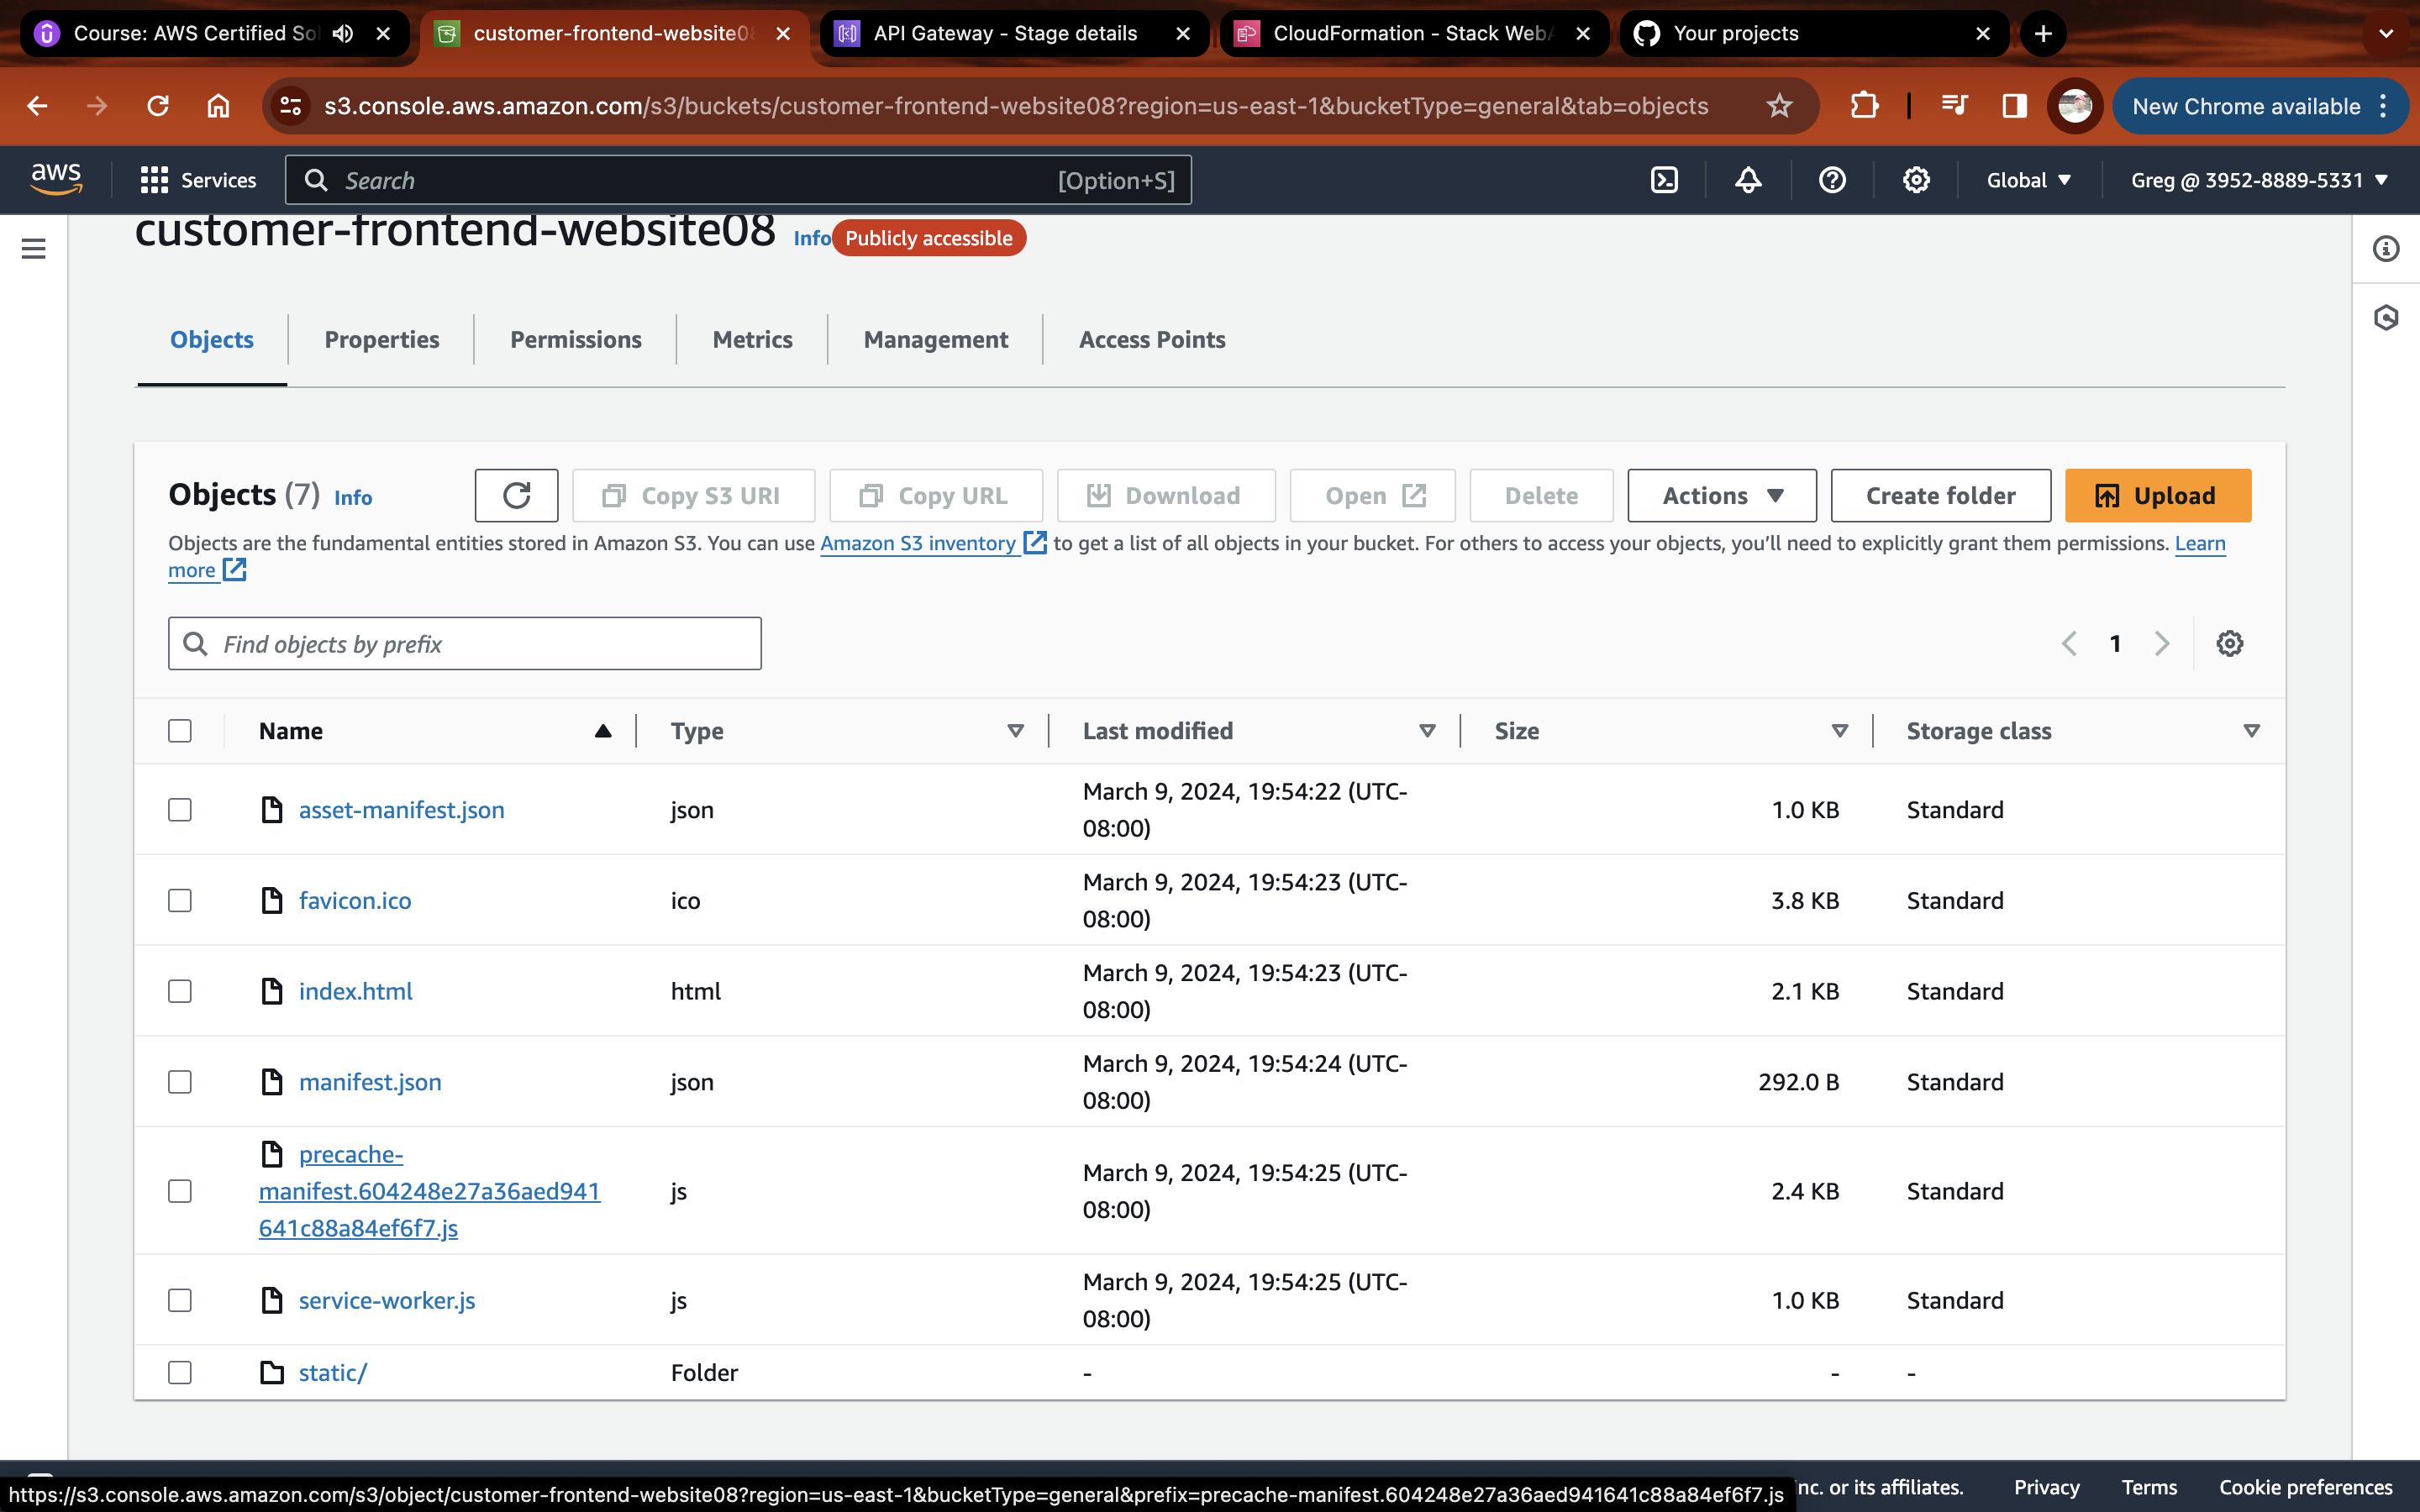 Course: AWS Certified Sol
customer-frontend-website0
API Gateway - Stage details
CloudFormation - Stack WebA
Your projects
s3.console.aws.amazon.com/s3/buckets/customer-frontend-website08?region=us-east-1&bucketType=general&tab=objects
New Chrome available
aws
Services
Search
[Option+S]
Global
Greg @ 3952-8889-5331
customer-frontend-website08
Info
Publicly accessible
Objects
Properties
Permissions
Metrics
Management
Access Points
Objects (7)
Info
Copy S3 URI
Copy URL
Download
Open
Delete
Actions
Create folder
Upload
Objects are the fundamental entities stored in Amazon S3. You can use Amazon S3 inventory to get a list of all objects in your bucket. For others to access your objects, you'll need to explicitly grant them permissions. Learn
more
Find objects by prefix
1
Name
Type
Last modified
Size
Storage class
asset-manifest.json
json
March 9, 2024, 19:54:22 (UTC-
08:00)
1.0 KB
Standard
favicon.ico
ico
March 9, 2024, 19:54:23 (UTC-
08:00)
3.8 KB
Standard
index.html
html
March 9, 2024, 19:54:23 (UTC-
08:00)
2.1 KB
Standard
manifest.json
json
March 9, 2024, 19:54:24 (UTC-
08:00)
292.0 B
Standard
precache-
manifest.604248e27a36aed941
641c88a84ef6f7.js
js
March 9, 2024, 19:54:25 (UTC-
08:00)
2.4 KB
Standard
service-worker.js
js
March 9, 2024, 19:54:25 (UTC-
08:00)
1.0 KB
Standard
static/
Folder
-
-
-
https://s3.console.aws.amazon.com/s3/object/customer-frontend-website08?region=us-east-1&bucketType=general&prefix=precache-manifest.604248e27a36aed941641c88a84ef6f7.js
nc. or its affiliates.
Privacy
Terms
Cookie preferences